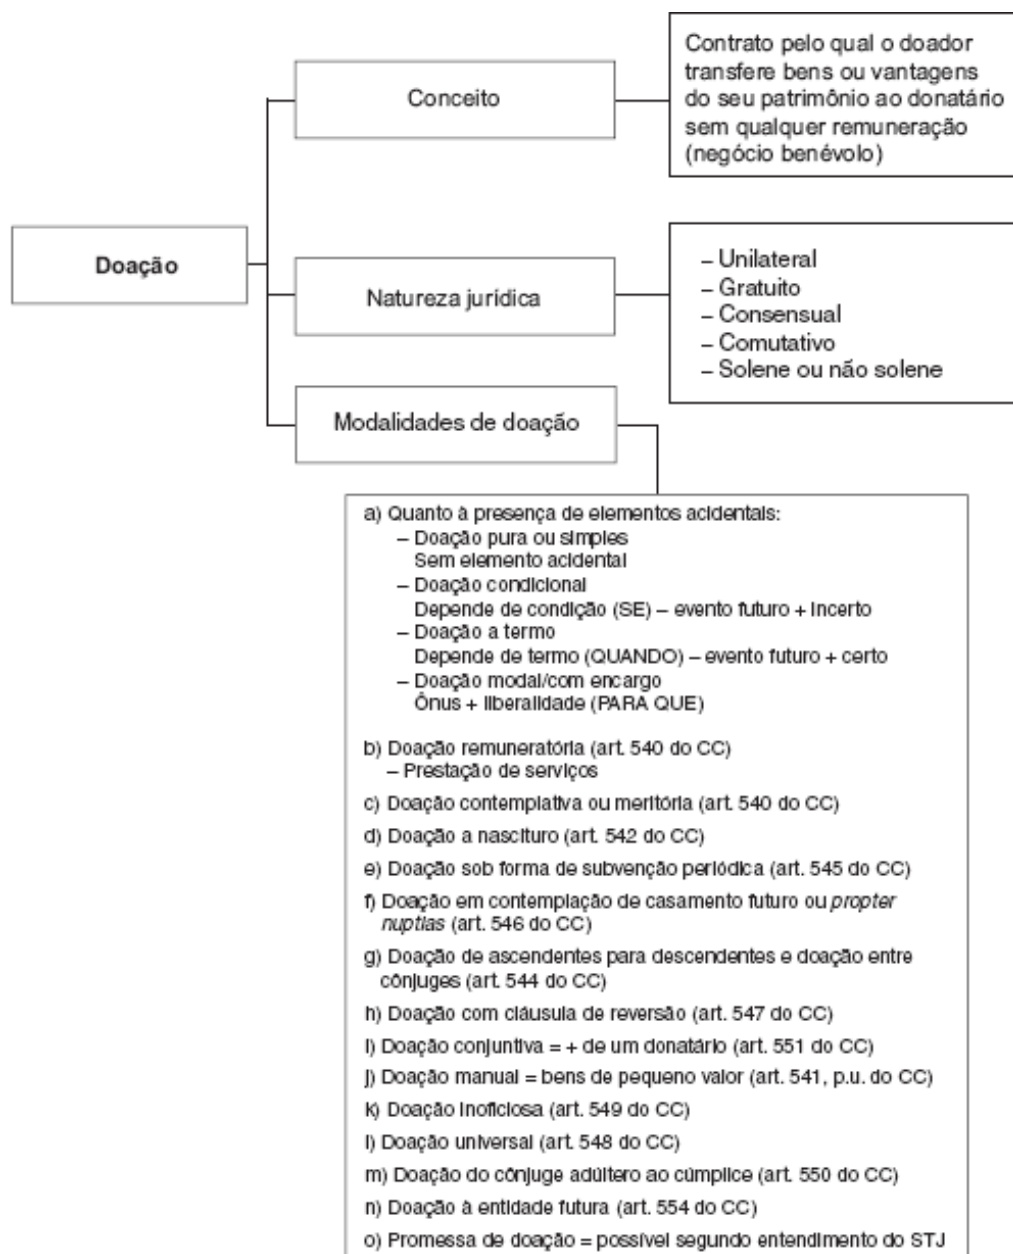 Doação
Conceito
Contrato pelo qual o doador
transfere bens ou vantagens
do seu patrimônio ao donatário
sem qualquer remuneração
(negócio benévolo)
Natureza jurídica
– Unilateral
– Gratuito
– Consensual
– Comutativo
– Solene ou não solene
Modalidades de doação
a) Quanto à presença de elementos acidentais:
– Doação pura ou simples
Sem elemento acidental
– Doação condicional
Depende de condição (SE) – evento futuro + incerto
– Doação a termo
Depende de termo (QUANDO) – evento futuro + certo
– Doação modal/com encargo
Ônus + liberalidade (PARA QUE)
b) Doação remuneratória (art. 540 do CC)
– Prestação de serviços
c) Doação contemplativa ou meritória (art. 540 do CC)
d) Doação a nascituro (art. 542 do CC)
e) Doação sob forma de subvenção periódica (art. 545 do CC)
f) Doação em contemplação de casamento futuro ou propter
nuptias (art. 546 do CC)
g) Doação de ascendentes para descendentes e doação entre
cônjuges (art. 544 do CC)
h) Doação com cláusula de reversão (art. 547 do CC)
i) Doação conjuntiva = + de um donatário (art. 551 do CC)
j) Doação manual = bens de pequeno valor (art. 541, p.u. do CC)
k) Doação inoficiosa (art. 549 do CC)
l) Doação universal (art. 548 do CC)
m) Doação do cônjuge adúltero ao cúmplice (art. 550 do CC)
n) Doação à entidade futura (art. 554 do CC)
o) Promessa de doação = possível segundo entendimento do STJ